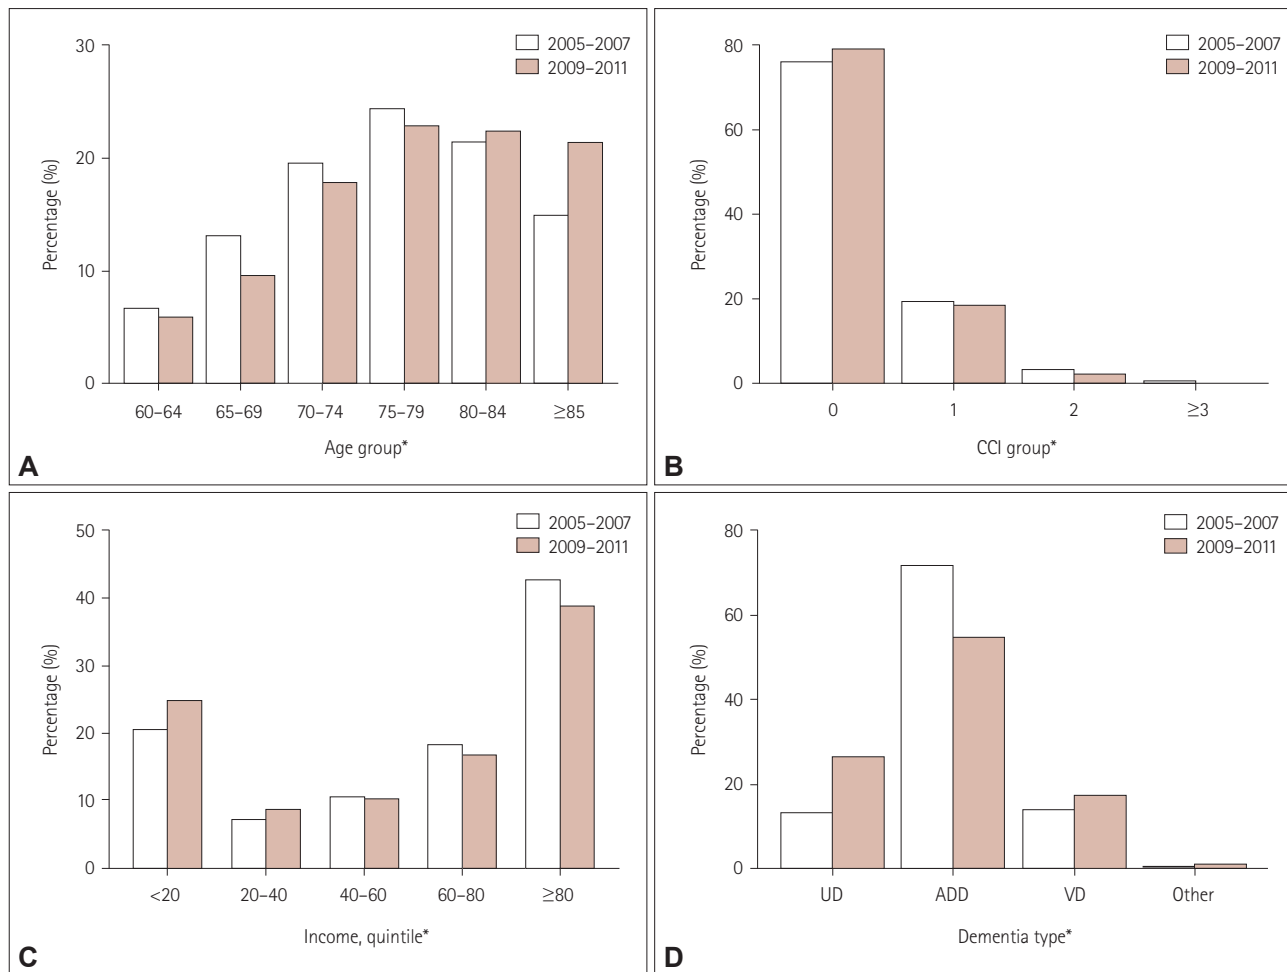 30
20
10
0
Percentage (%)
2005–2007
2009–2011
60–64 65–69 70–74 75–79 80–84 ≥85
Age group*
A
80
60
40
20
0
Percentage (%)
2005–2007
2009–2011
0 1 2 ≥3
CCI group*
B
50
40
30
20
10
0
Percentage (%)
2005–2007
2009–2011
<20 20–40 40–60 60–80 ≥80
Income, quintile*
C
80
60
40
20
0
Percentage (%)
2005–2007
2009–2011
UD ADD VD Other
Dementia type*
D